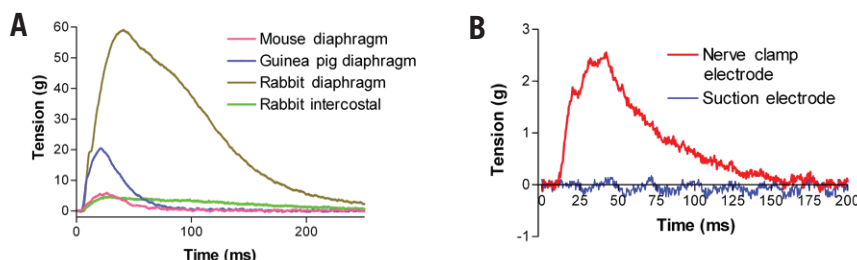 A
Tension (g)
60
50
40
30
20
10
0
0
100
200
Time (ms)
Mouse diaphragm
Guinea pig diaphragm
Rabbit diaphragm
Rabbit intercostal
B
Tension (g)
3
2
1
0
-1
0
25
50
75
100
125
150
175
200
Time (ms)
Nerve clamp
electrode
Suction electrode